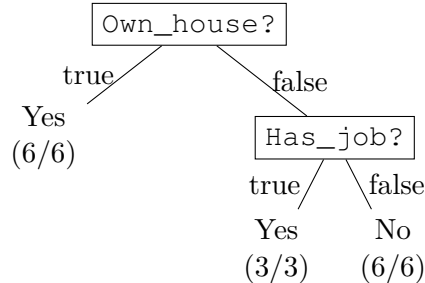 Own_house?
true
false
Yes
(6/6)
Has_job?
true
false
Yes
No
(3/3)
(6/6)